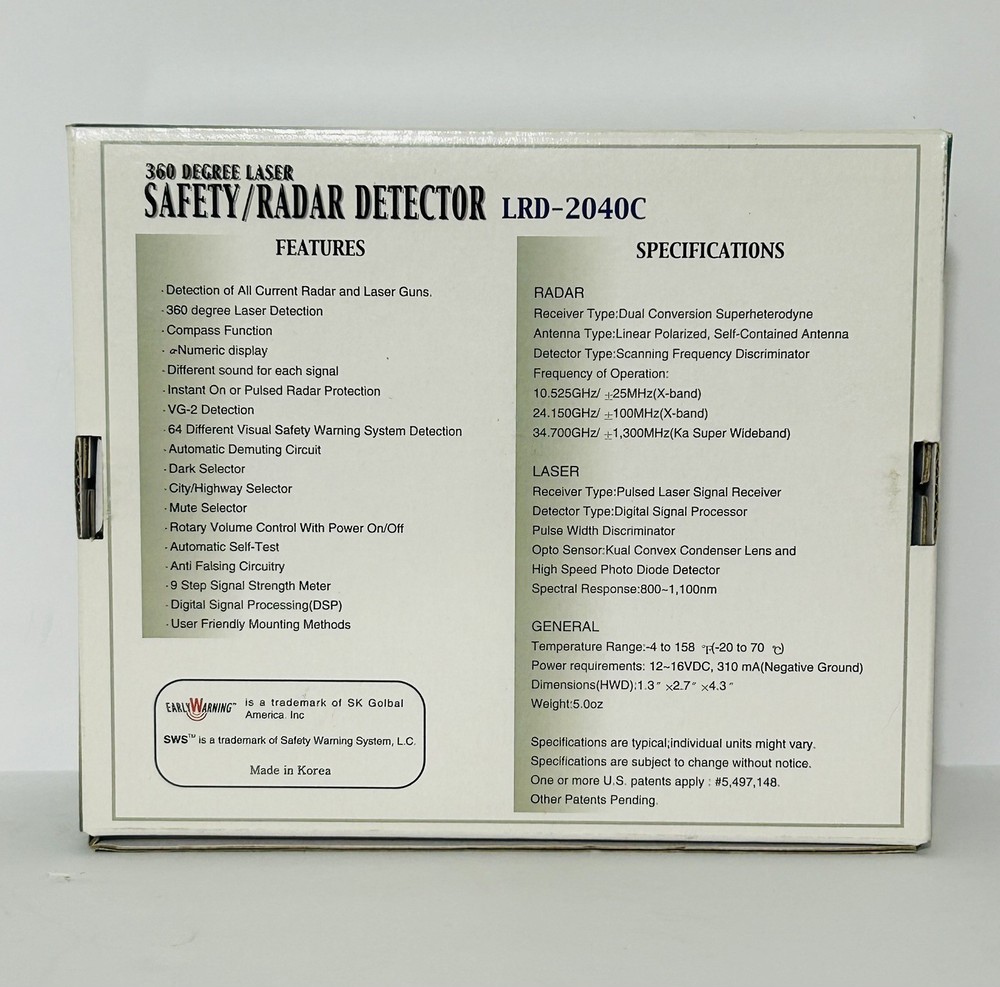 360 DEGREE LASER
SAFETY/RADAR DETECTOR LRD-2040C
FEATURES
· Detection of All Current Radar and Laser Guns.
· 360 degree Laser Detection
· Compass Function
· αNumeric display
· Different sound for each signal
· Instant On or Pulsed Radar Protection
· VG-2 Detection
· 64 Different Visual Safety Warning System Detection
· Automatic Demuting Circuit
· Dark Selector
· City/Highway Selector
· Mute Selector
· Rotary Volume Control With Power On/Off
· Automatic Self-Test
· Anti Falsing Circuitry
· 9 Step Signal Strength Meter
· Digital Signal Processing(DSP)
· User Friendly Mounting Methods
EARLY WARNING™ is a trademark of SK Golbal
America. Inc
SWS™ is a trademark of Safety Warning System, L.C.
Made in Korea
SPECIFICATIONS
RADAR
Receiver Type:Dual Conversion Superheterodyne
Antenna Type:Linear Polarized, Self-Contained Antenna
Detector Type:Scanning Frequency Discriminator
Frequency of Operation:
10.525GHz/ ±25MHz(X-band)
24.150GHz/ ±100MHz(X-band)
34.700GHz/ ±1,300MHz(Ka Super Wideband)
LASER
Receiver Type:Pulsed Laser Signal Receiver
Detector Type:Digital Signal Processor
Pulse Width Discriminator
Opto Sensor:Kual Convex Condenser Lens and
High Speed Photo Diode Detector
Spectral Response:800~1,100nm
GENERAL
Temperature Range:-4 to 158 ℉(-20 to 70 ℃)
Power requirements: 12~16VDC, 310 mA(Negative Ground)
Dimensions(HWD):1.3″ ×2.7″ ×4.3″
Weight:5.0oz
Specifications are typical;individual units might vary.
Specifications are subject to change without notice.
One or more U.S. patents apply : #5,497,148.
Other Patents Pending.